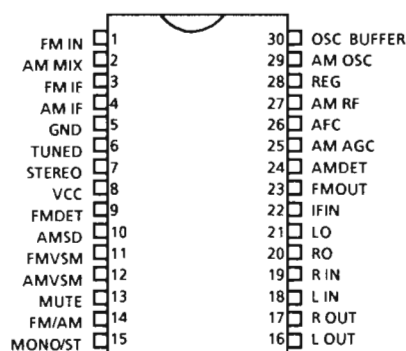 FM IN 1 30 OSC BUFFER
AM MIX 2 29 AM OSC
FM IF 3 28 REG
AM IF 4 27 AM RF
GND 5 26 AFC
TUNED 6 25 AM AGC
STEREO 7 24 AMDET
VCC 8 23 FMOUT
FMDET 9 22 IFIN
AMSD 10 21 LO
FMVSM 11 20 RO
AMVSM 12 19 R IN
MUTE 13 18 L IN
FM/AM 14 17 R OUT
MONO/ST 15 16 L OUT